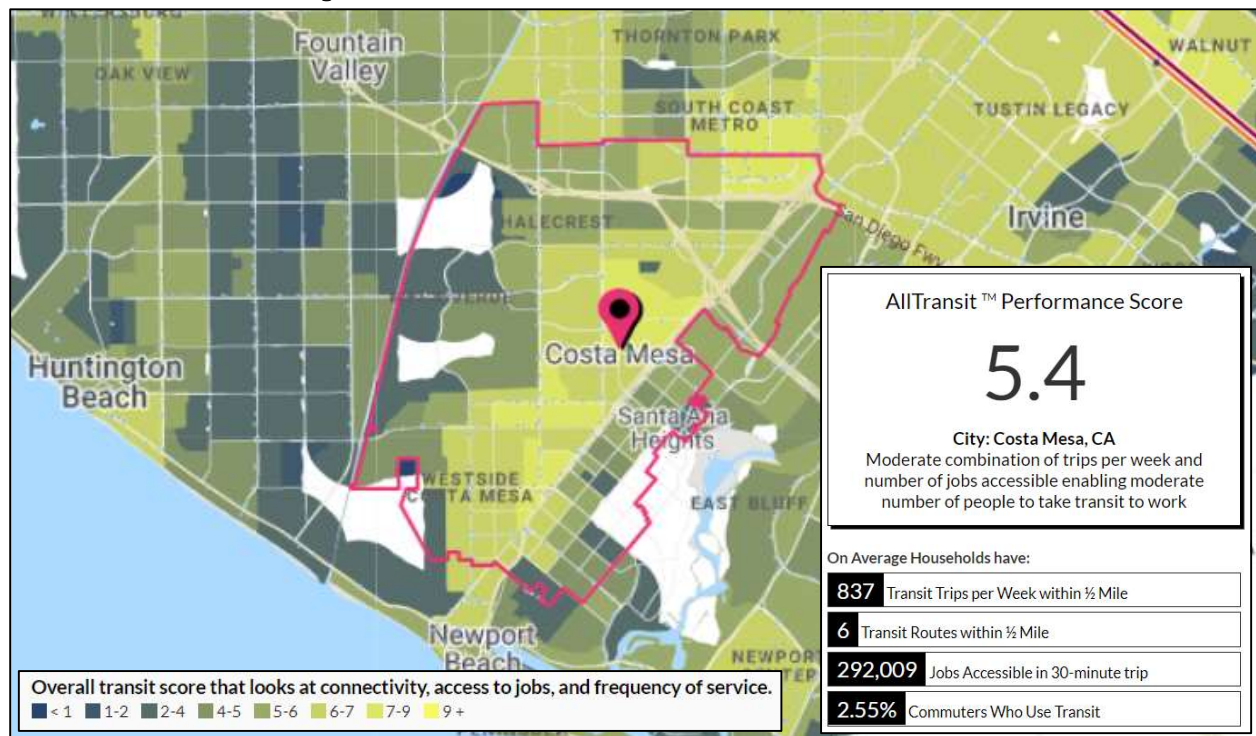 Fountain
Valley
THORNTON PARK
WALNUT
OAK VIEW
SOUTH COAST
METRO
TUSTIN LEGACY
Irvine
San Diego Fwy
HALECREST
Costa Mesa
Huntington
Beach
Santa Ana
Heights
WESTSIDE
COSTA MESA
EAST BLUFF
Newport
Beach
AllTransit ™ Performance Score
5.4
City: Costa Mesa, CA
Moderate combination of trips per week and
number of jobs accessible enabling moderate
number of people to take transit to work
On Average Households have:
837 Transit Trips per Week within ½ Mile
6 Transit Routes within ½ Mile
292,009 Jobs Accessible in 30-minute trip
2.55% Commuters Who Use Transit
Overall transit score that looks at connectivity, access to jobs, and frequency of service.
< 1 1-2 2-4 4-5 5-6 6-7 7-9 9 +